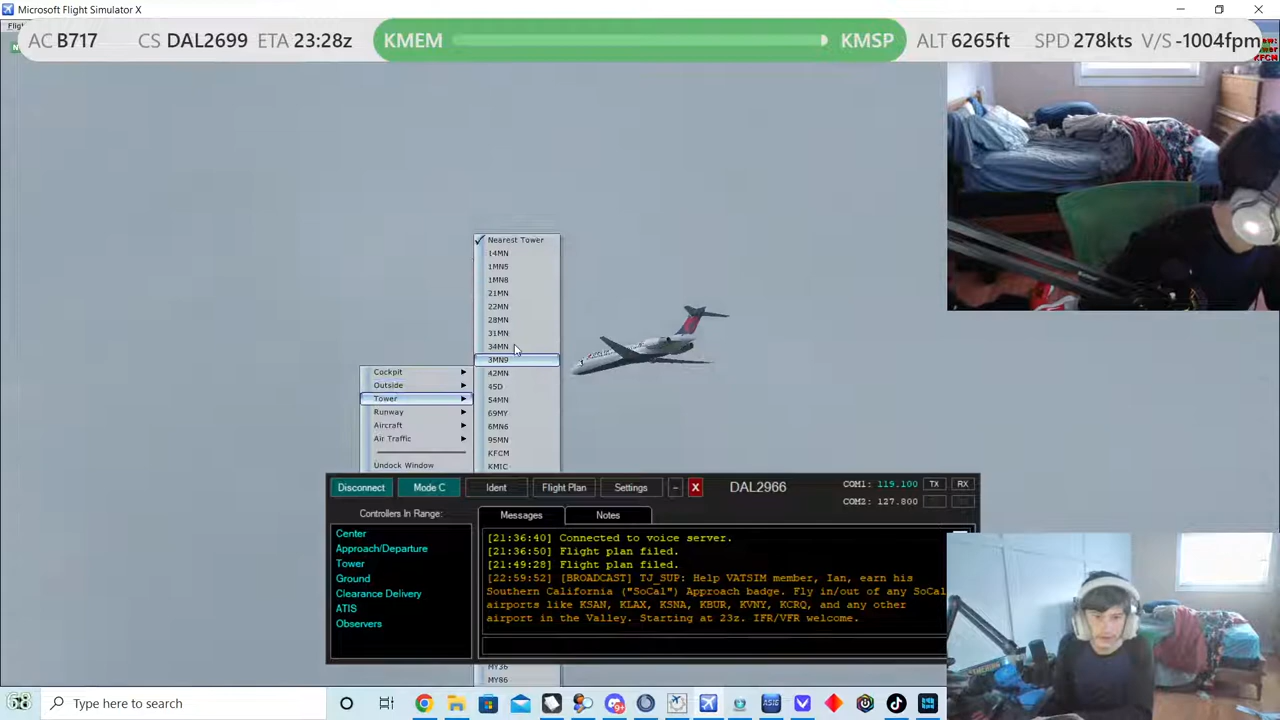 Microsoft Flight Simulator X
AC B717 CS DAL2699 ETA 23:28z KMEM KMSP ALT 6265ft SPD 278kts V/S -1004fpm
Nearest Tower
14MN
1MN5
1MN8
21MN
22MN
28MN
31MN
34MN
3MN9
42MN
45D
54MN
69MY
6MN6
95MN
KFCM
KMIC
MY36
MY86
Cockpit
Outside
Tower
Runway
Aircraft
Air Traffic
Undock Window
Disconnect Mode C Ident Flight Plan Settings - X DAL2966 COM1: 119.100 TX RX
COM2: 127.800
Controllers In Range:
Center
Approach/Departure
Tower
Ground
Clearance Delivery
ATIS
Observers
Messages Notes
[21:36:40] Connected to voice server.
[21:36:50] Flight plan filed.
[21:49:28] Flight plan filed.
[22:59:52] [BROADCAST] TJ_SUP: Help VATSIM member, Ian, earn his
Southern California ("SoCal") Approach badge. Fly in/out of any SoCal
airports like KSAN, KLAX, KSNA, KBUR, KVNY, KCRQ, and any other
airport in the Valley. Starting at 23z. IFR/VFR welcome.
Type here to search